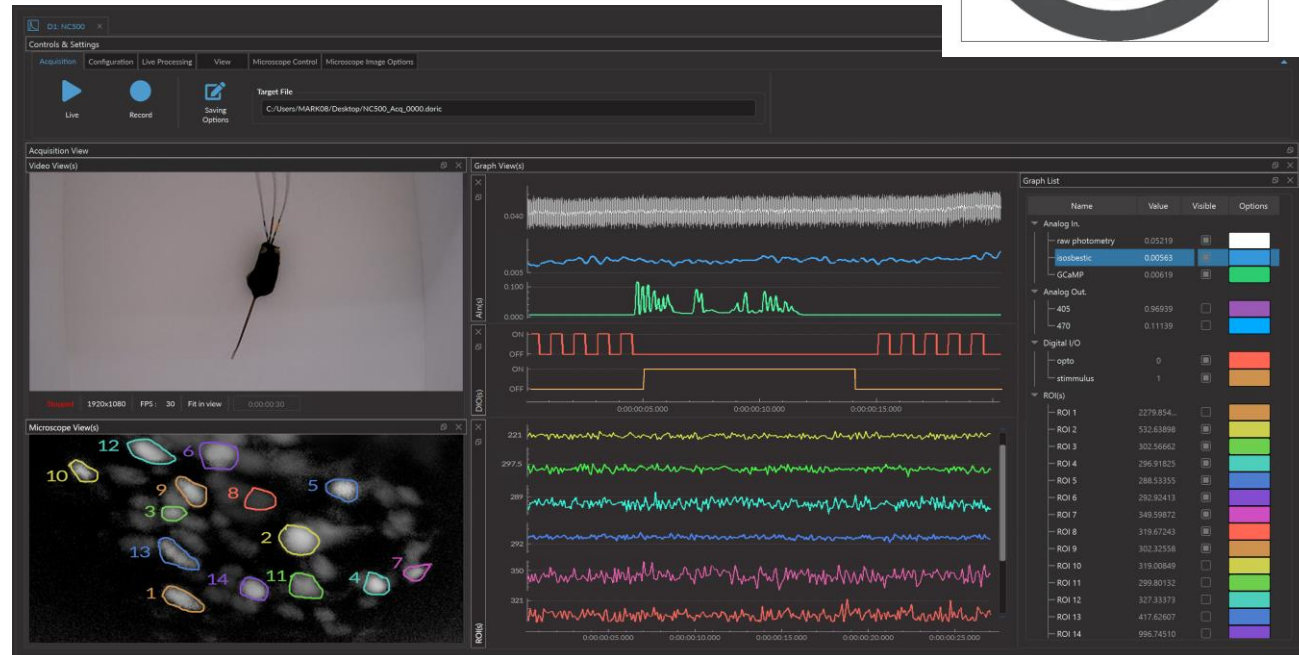 D1: NC500
Controls & Settings
Acquisition Configuration Live Processing View Microscope Control Microscope Image Options
Live
Record
Saving Options
Target File
C:/Users/MARK08/Desktop/NC500_Acq_0000.doric
Acquisition View
Video View(s)
Stopped 1920x1080 FPS: 30 Fit in view 0:00:00:30
Microscope View(s)
12
6
10
9
8
5
3
2
13
7
14
11
4
1
Graph View(s)
0.040
0.005
0.100
0.000
AIn(s)
ON
OFF
ON
OFF
DIO(s)
0:00:00:05.000 0:00:00:10.000 0:00:00:15.000
221
297.5
289
292
350
321
ROI(s)
0:00:00:05.000 0:00:00:10.000 0:00:00:15.000 0:00:00:20.000 0:00:00:25.000
Graph List
Name Value Visible Options
Analog In.
raw photometry 0.05219
isosbestic 0.00563
GCaMP 0.00619
Analog Out.
405 0.96939
470 0.11139
Digital I/O
opto 0
stimmulus 1
ROI(s)
ROI 1 2279.854...
ROI 2 532.63898
ROI 3 302.56662
ROI 4 296.91825
ROI 5 288.53355
ROI 6 292.92413
ROI 7 349.59872
ROI 8 319.67243
ROI 9 302.32558
ROI 10 319.00849
ROI 11 299.80132
ROI 12 327.33373
ROI 13 417.62607
ROI 14 996.74510